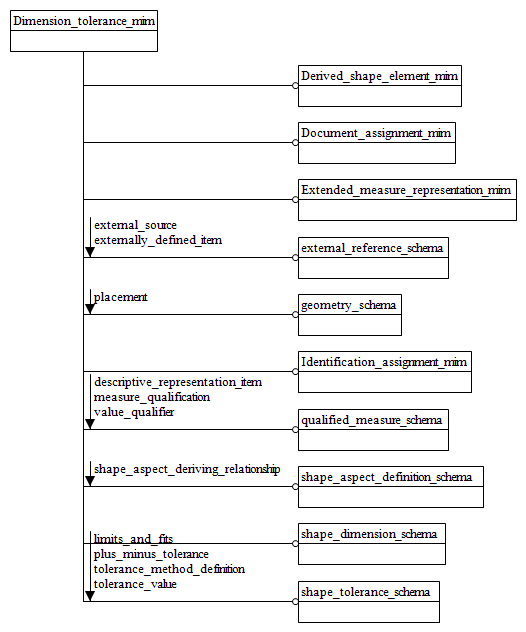 Dimension_tolerance_mim
Derived_shape_element_mim
Document_assignment_mim
Extended_measure_representation_mim
external_source
externally_defined_item
external_reference_schema
placement
geometry_schema
Identification_assignment_mim
descriptive_representation_item
measure_qualification
value_qualifier
qualified_measure_schema
shape_aspect_deriving_relationship
shape_aspect_definition_schema
limits_and_fits
shape_dimension_schema
plus_minus_tolerance
tolerance_method_definition
tolerance_value
shape_tolerance_schema